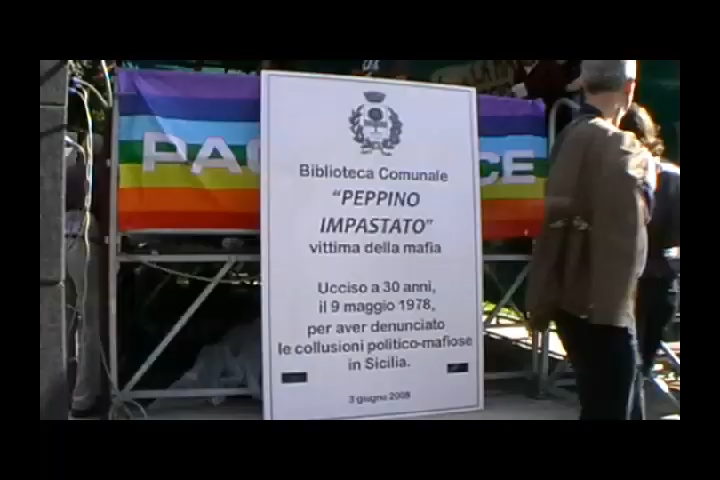 PAC
CE
Biblioteca Comunale
"PEPPINO
IMPASTATO"
vittima della mafia
Ucciso a 30 anni,
il 9 maggio 1978,
per aver denunciato
le collusioni politico-mafiose
in Sicilia.
3 giugno 2008